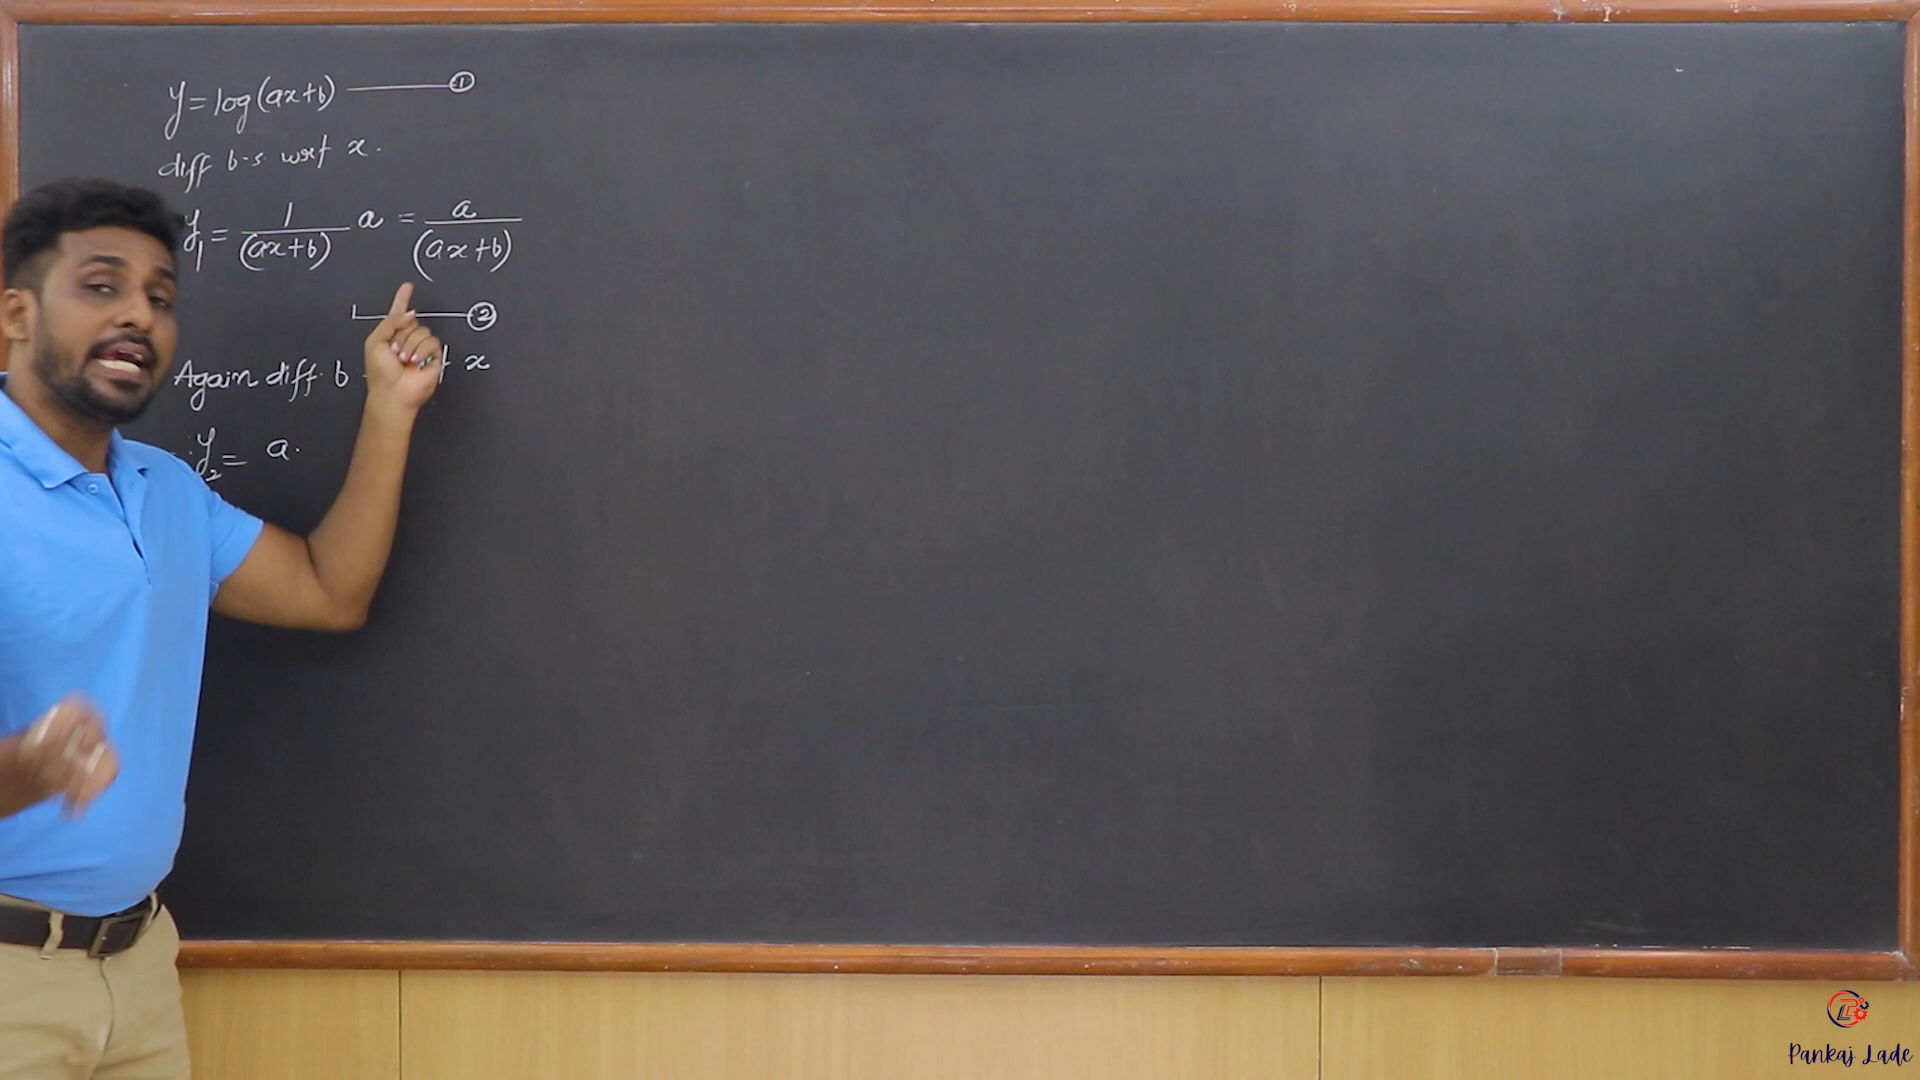 y = log(ax+b) ——— ①
diff b.s wrt x.
y₁ = 1/(ax+b) a = a/(ax+b)
②
Again diff. b x
y₂ = a.
Pankaj Lade